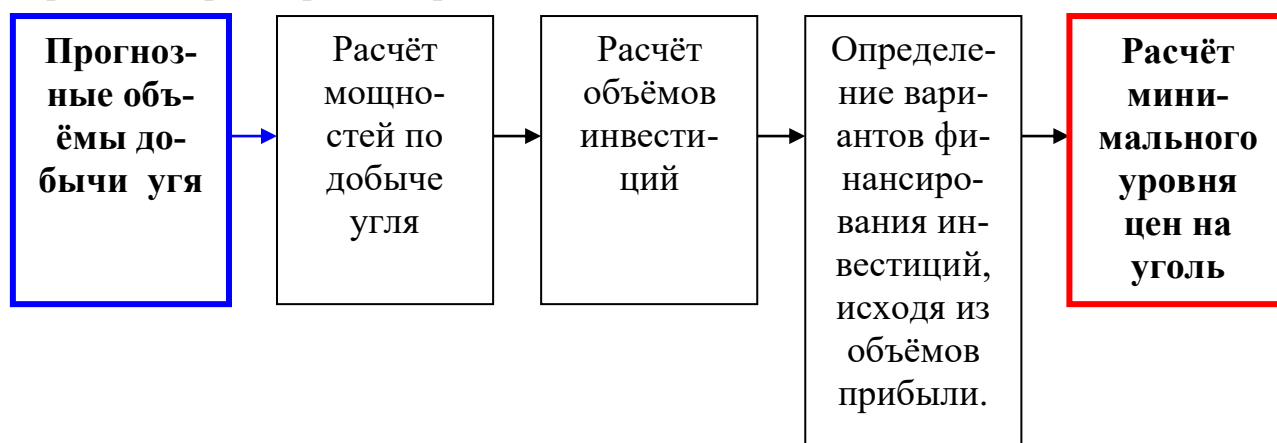 Прогноз-
ные объ-
ёмы до-
бычи угя
Расчёт
мощно-
стей по
добыче
угля
Расчёт
объёмов
инвести-
ций
Определе-
ние вари-
антов фи-
нансиро-
вания ин-
вестиций,
исходя из
объёмов
прибыли.
Расчёт
мини-
мального
уровня
цен на
уголь